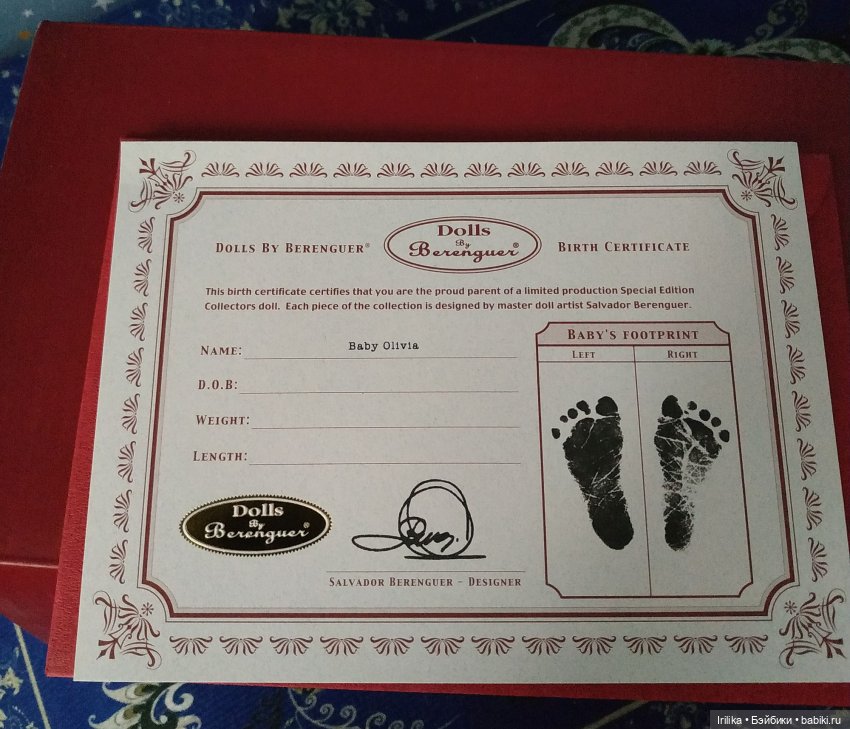 Dolls By Berenguer®
Dolls
By
Berenguer®
Birth Certificate
This birth certificate certifies that you are the proud parent of a limited production Special Edition
Collectors doll. Each piece of the collection is designed by master doll artist Salvador Berenguer.
Name: Baby Olivia
D.O.B:
Weight:
Length:
Baby's footprint
Left Right
Dolls
By
Berenguer®
Salvador Berenguer - Designer
Irilika • Бэйбики • babiki.ru